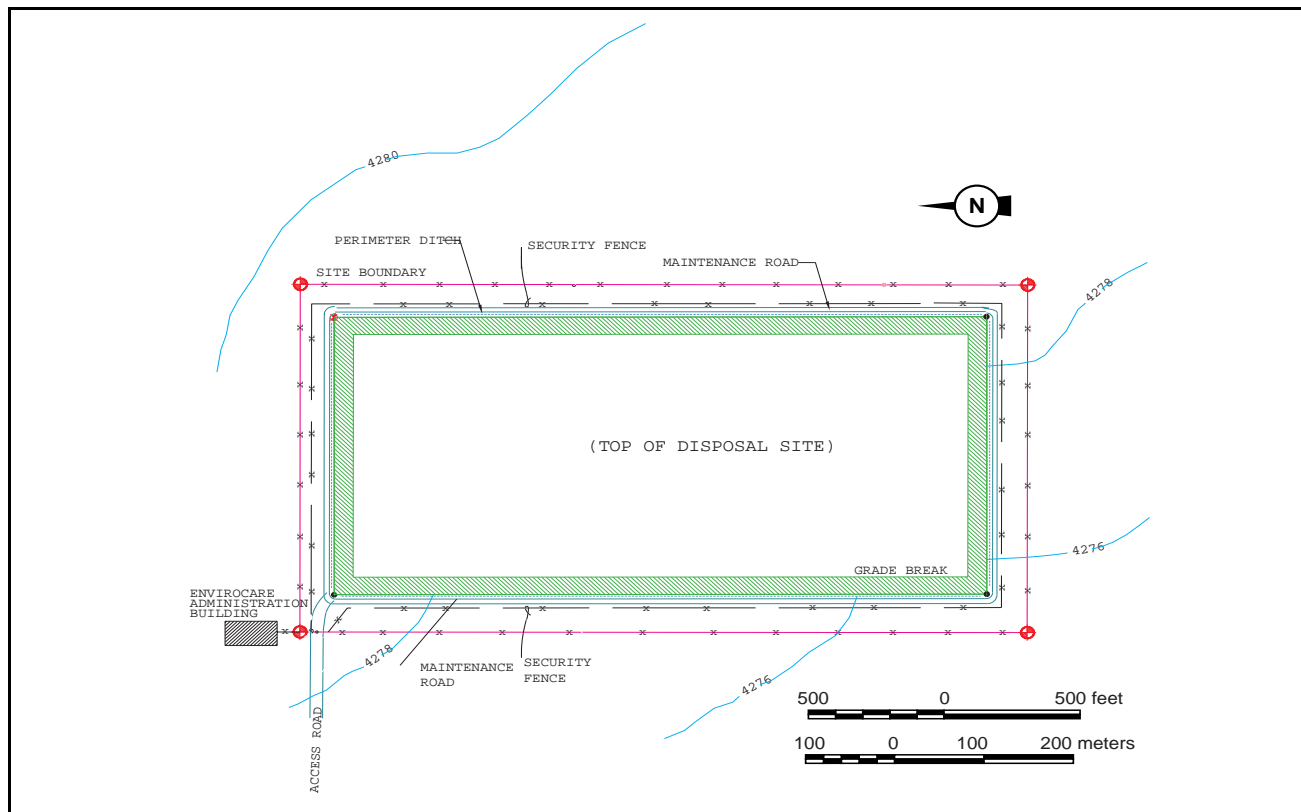 4280
N
PERIMETER DITCH
SECURITY FENCE
MAINTENANCE ROAD
SITE BOUNDARY
4278
(TOP OF DISPOSAL SITE)
4276
GRADE BREAK
ENVIROCARE
ADMINISTRATION
BUILDING
4278
MAINTENANCE
ROAD
SECURITY
FENCE
4276
ACCESS ROAD
500 0 500 feet
100 0 100 200 meters